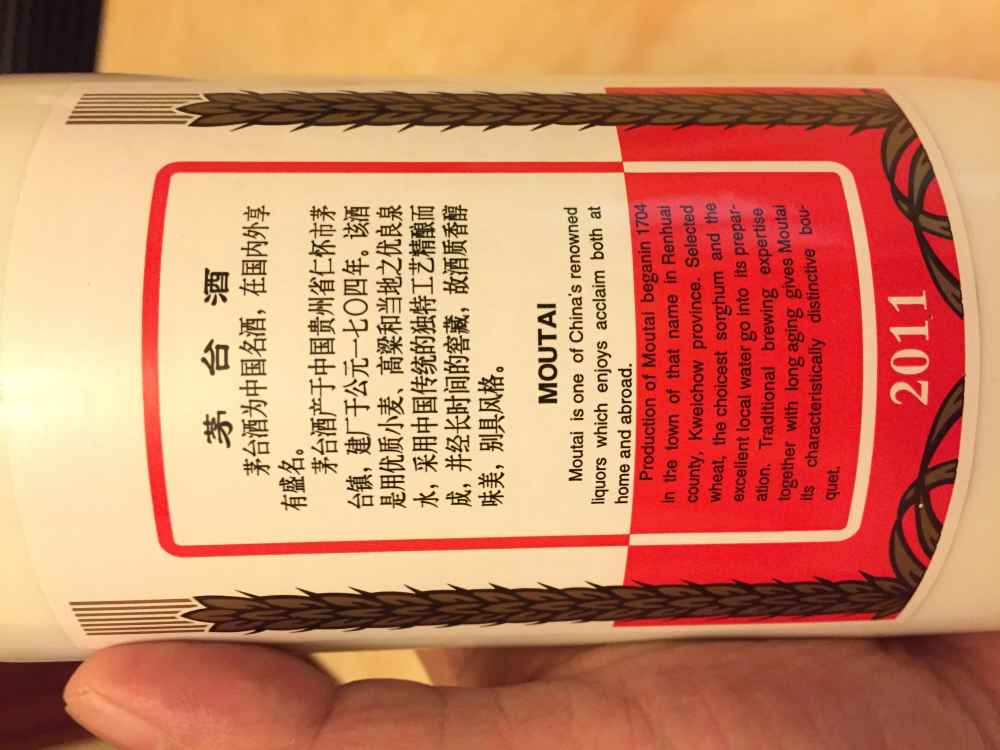 茅台酒
茅台酒为中国名酒，在国内外享
有盛名。
茅台酒产于中国贵州省仁怀市茅
台镇，建厂于公元一七〇四年。该酒
是用优质小麦、高粱和当地之优良泉
水，采用中国传统的独特工艺精酿而
成，并经长时间的窖藏，故酒质香醇
味美，别具风格。
MOUTAI
Moutai is one of China's renowned
liquors which enjoys acclaim both at
home and abroad.
Production of Moutai beganin 1704
in the town of that name in Renhuai
county, Kweichow province. Selected
wheat, the choicest sorghum and the
excellent local water go into its prepar-
ation. Traditional brewing expertise
together with long aging gives Moutai
its characteristically distinctive bou-
quet.
2011